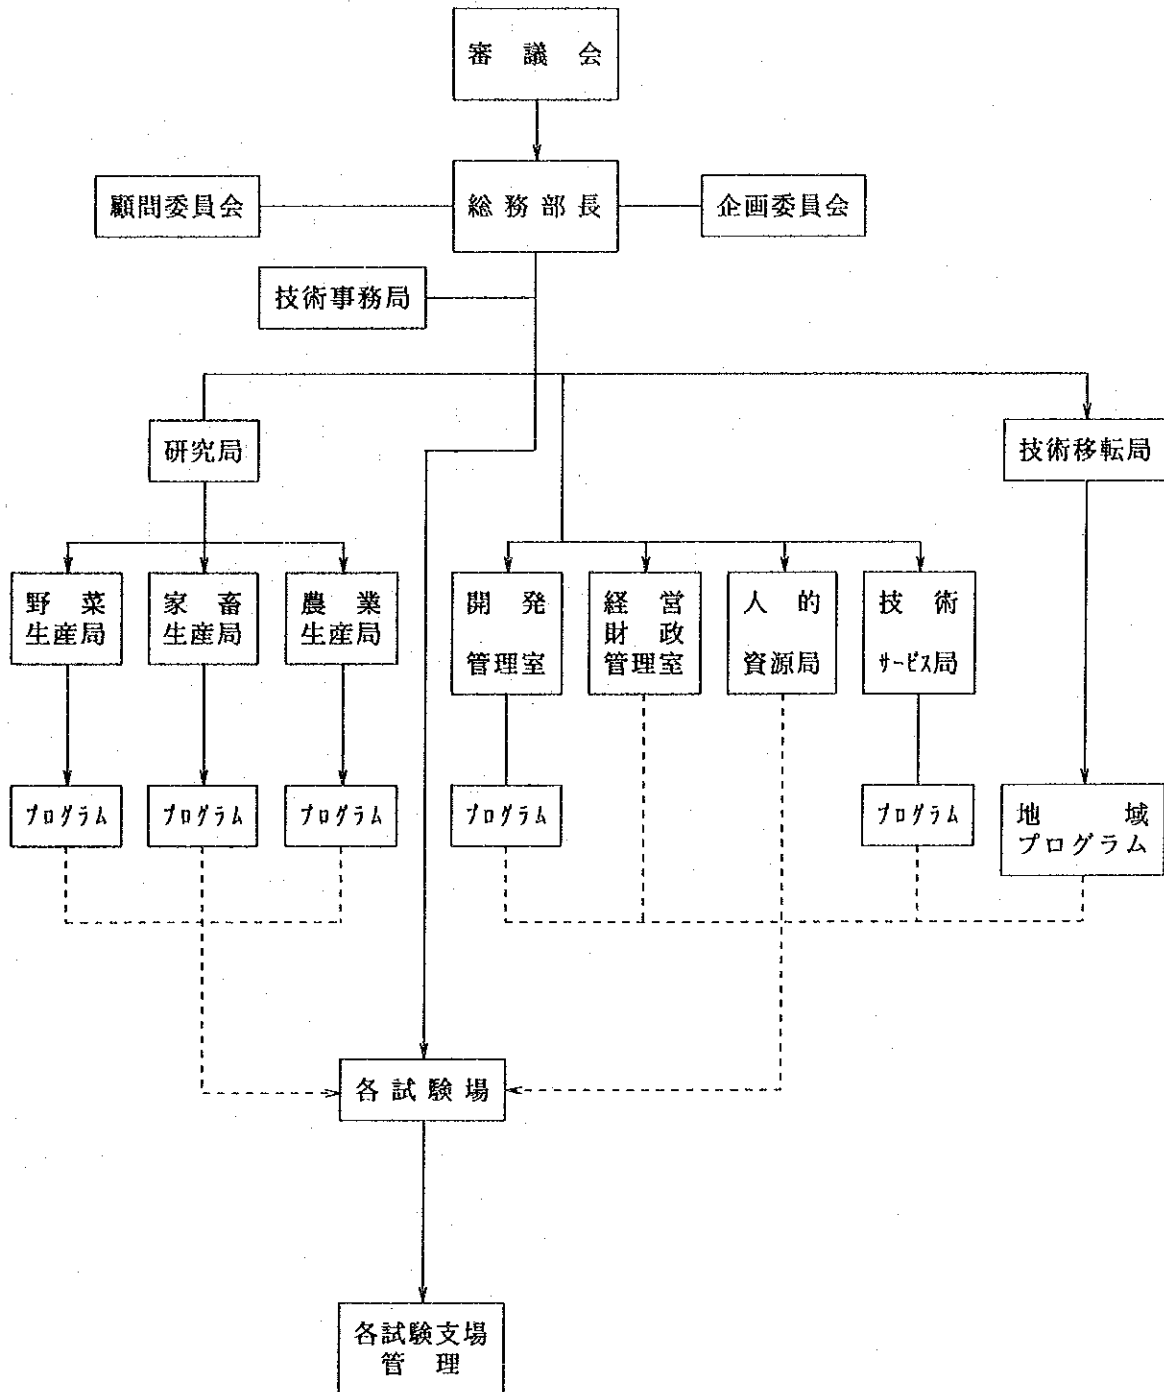 審議会
総務部長
顧問委員会
企画委員会
技術事務局
研究局
技術移転局
野菜
生産局
家畜
生産局
農業
生産局
開発
管理室
経営
財政
管理室
人的
資源局
技術
サービス局
プログラム
プログラム
プログラム
プログラム
プログラム
地域
プログラム
各試験場
各試験支場
管理